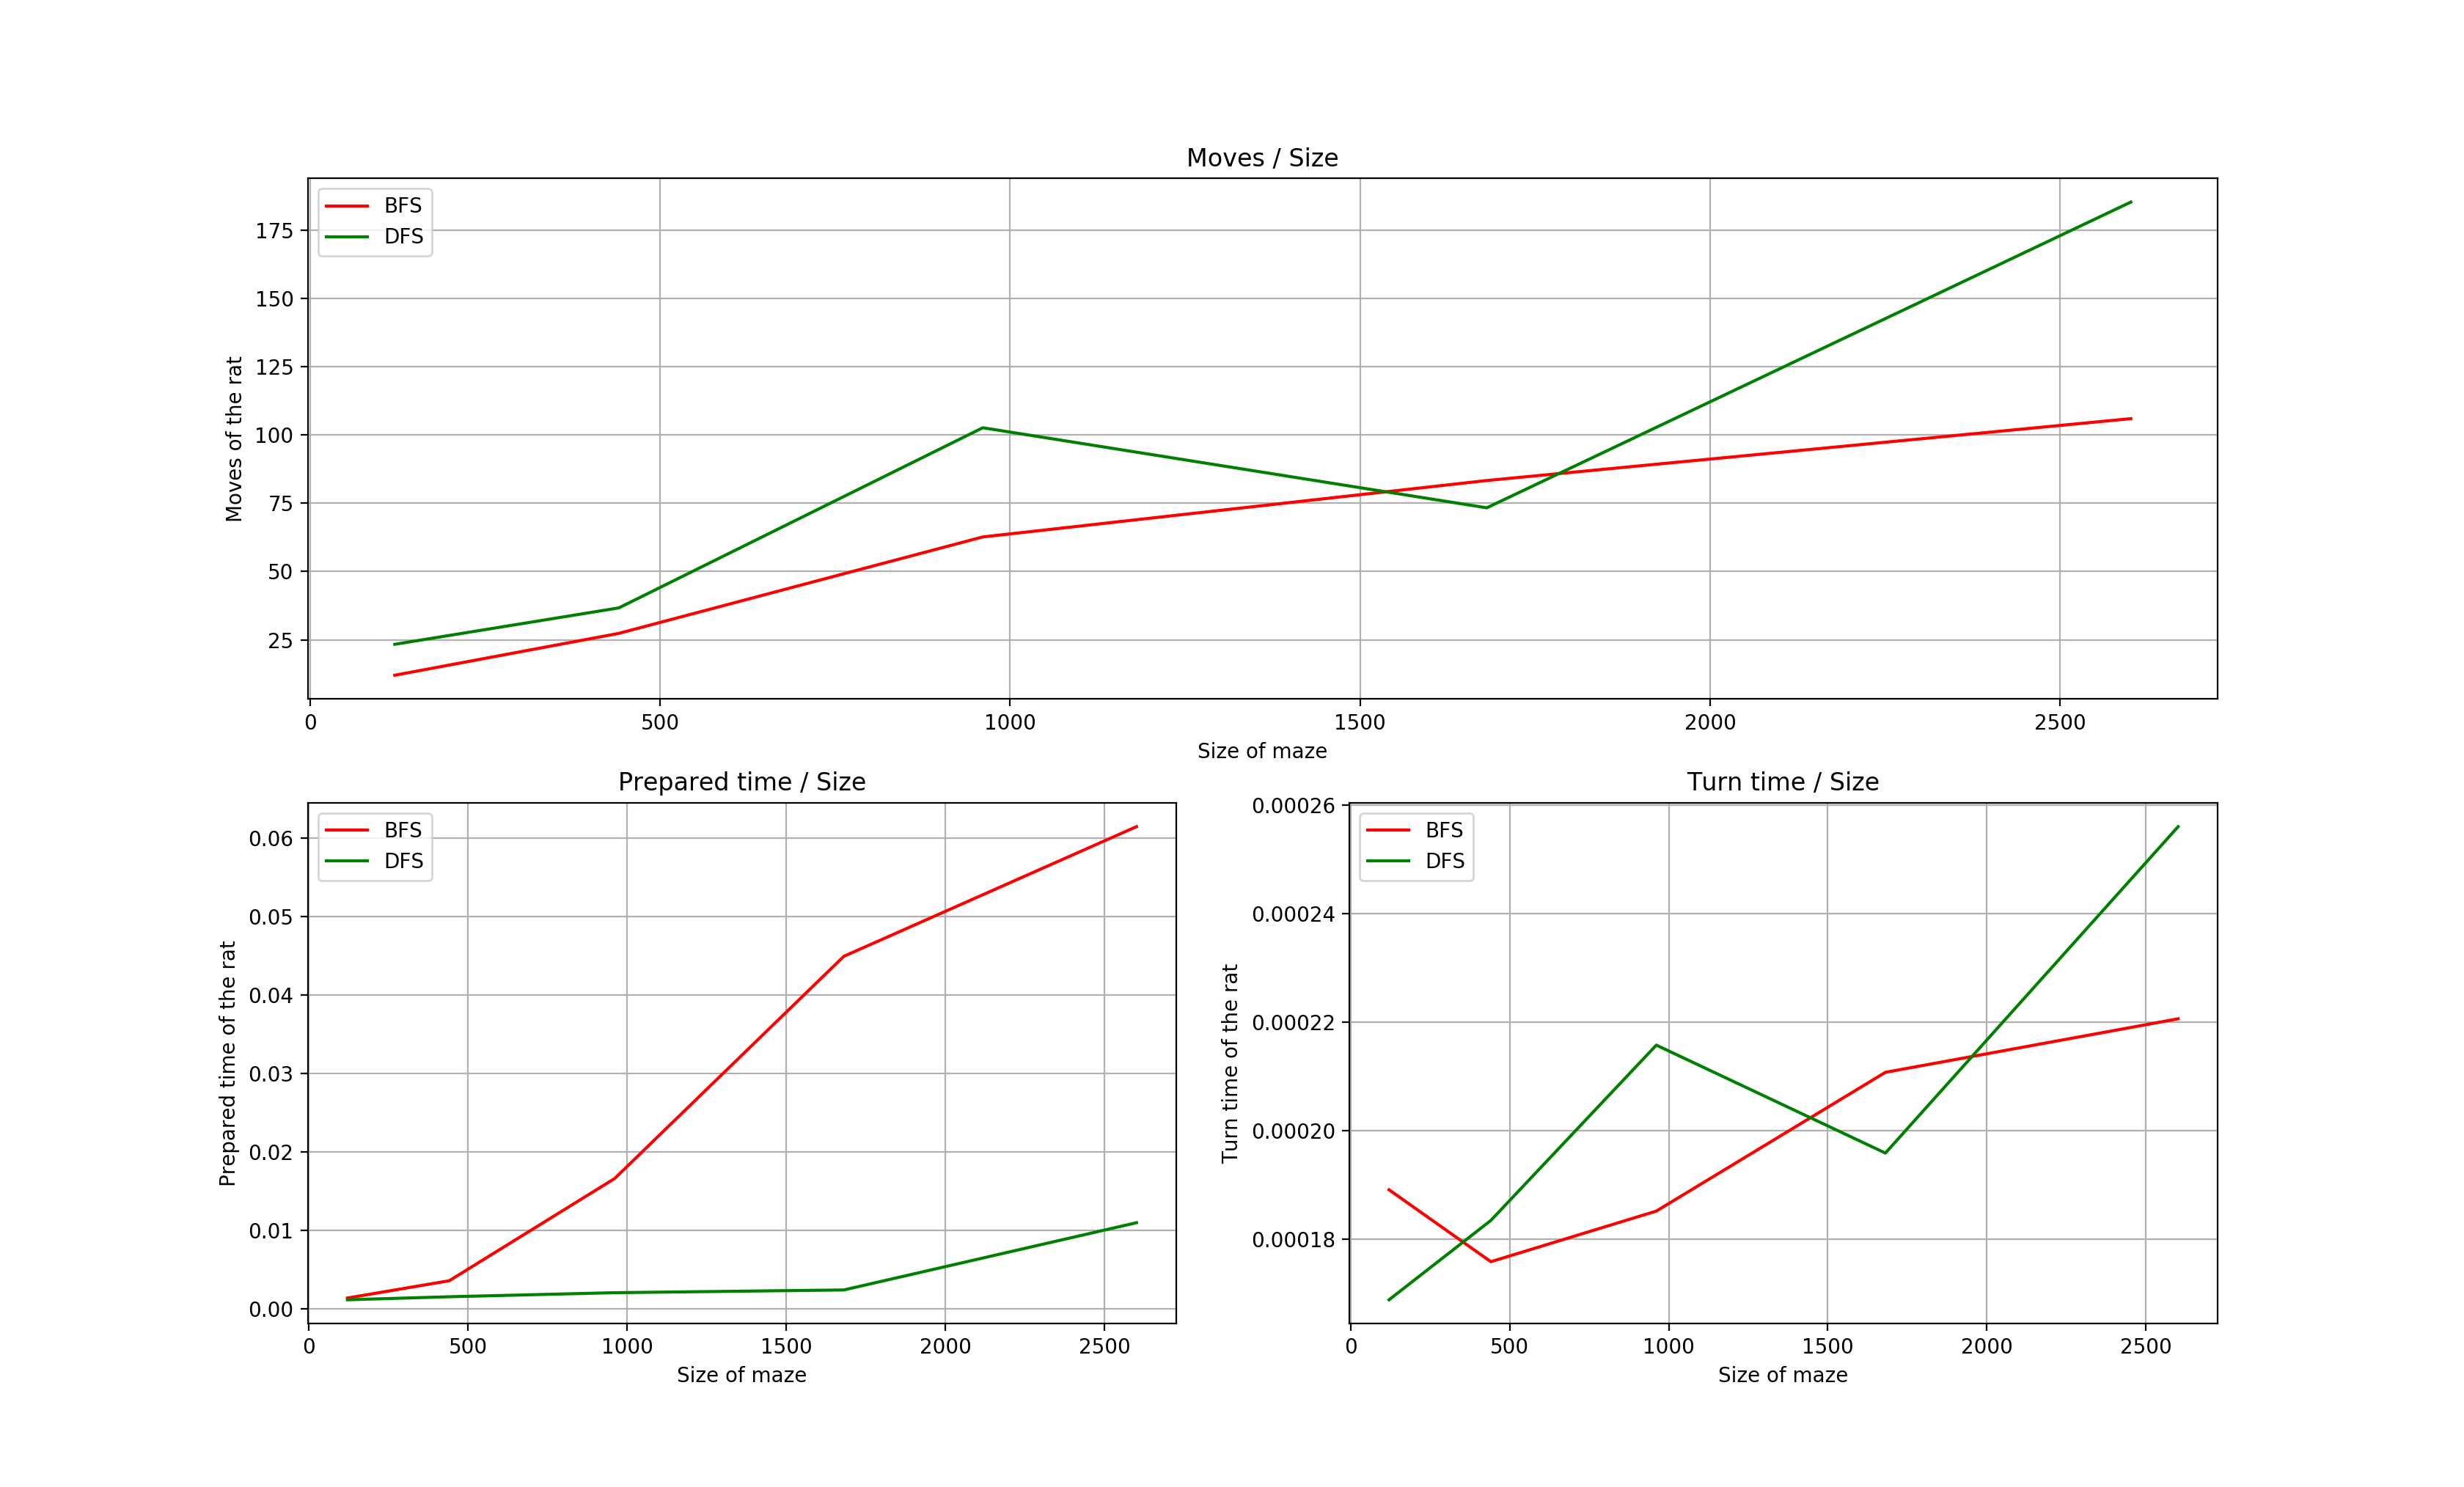 Moves / Size
BFS
DFS
175
150
125
100
75
50
25
Moves of the rat
0 500 1000 1500 2000 2500
Size of maze
Prepared time / Size
BFS
DFS
0.06
0.05
0.04
0.03
0.02
0.01
0.00
Prepared time of the rat
0 500 1000 1500 2000 2500
Size of maze
Turn time / Size
BFS
DFS
0.00026
0.00024
0.00022
0.00020
0.00018
Turn time of the rat
0 500 1000 1500 2000 2500
Size of maze